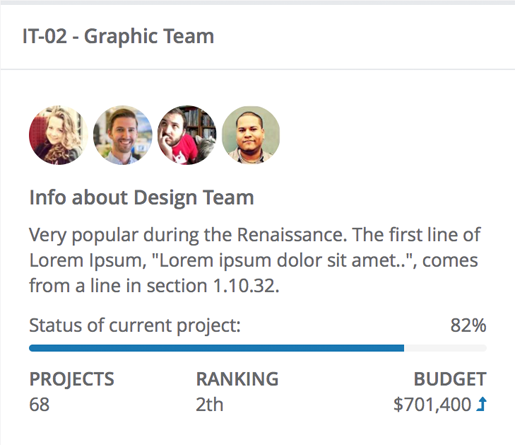 IT-02 - Graphic Team
Info about Design Team
Very popular during the Renaissance. The first line of
Lorem Ipsum, "Lorem ipsum dolor sit amet..", comes
from a line in section 1.10.32.
Status of current project: 82%
PROJECTS RANKING BUDGET
68 2th $701,400